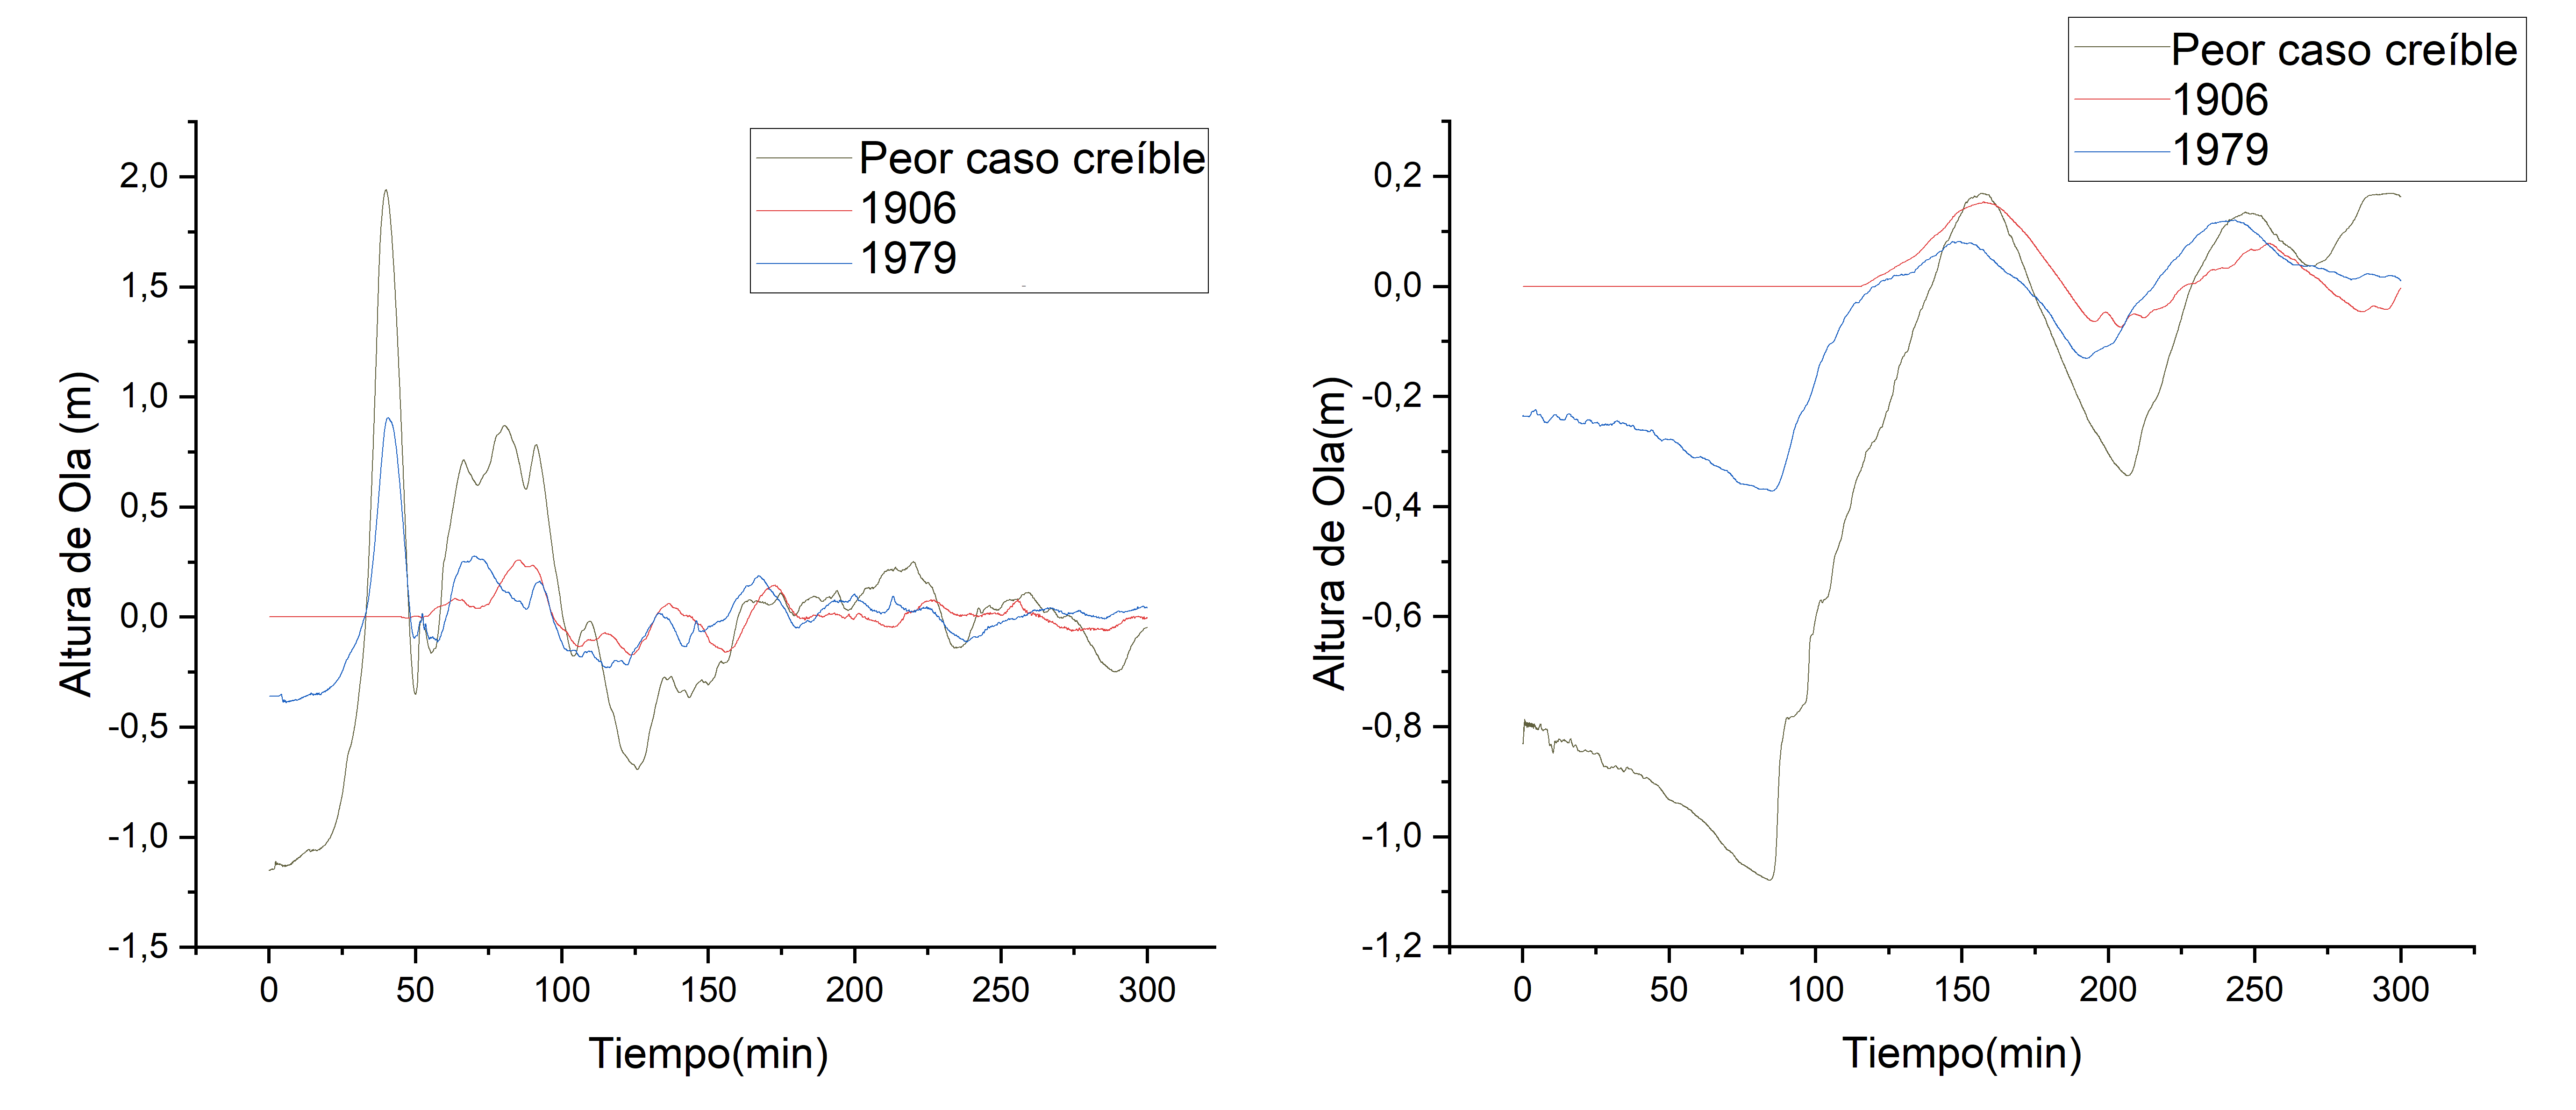 Peor caso creíble
1906
1979
2,0
1,5
1,0
0,5
0,0
-0,5
-1,0
-1,5
Altura de Ola (m)
0 50 100 150 200 250 300
Tiempo(min)
Peor caso creíble
1906
1979
0,2
0,0
-0,2
-0,4
-0,6
-0,8
-1,0
-1,2
Altura de Ola(m)
0 50 100 150 200 250 300
Tiempo(min)